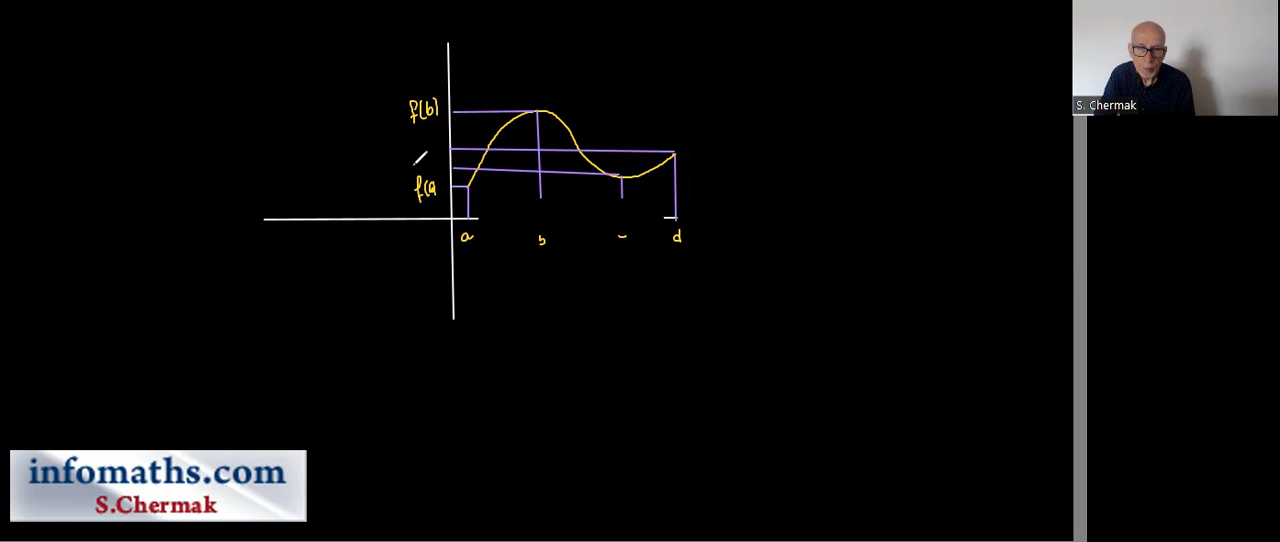 f(b)
f(a
a b - d
S. Chermak
infomaths.com
S.Chermak